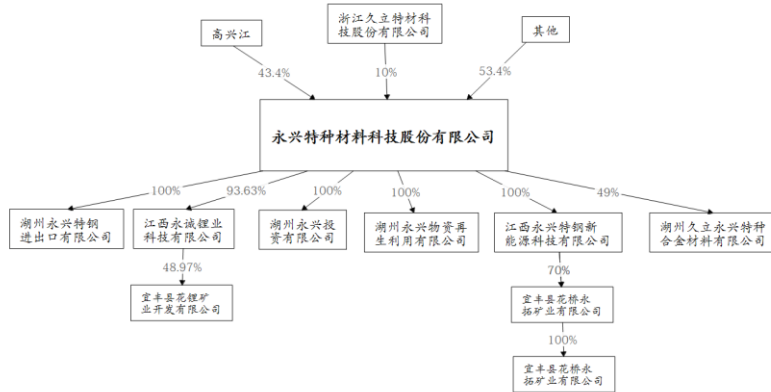 高兴江
浙江久立特材科
技股份有限公司
其他
43.4%
10%
53.4%
永兴特种材料科技股份有限公司
100%
93.63%
100%
100%
100%
49%
湖州永兴特钢
进出口有限公司
江西永诚锂业
科技有限公司
湖州永兴投
资有限公司
湖州永兴物资再
生利用有限公司
江西永兴特钢新
能源科技有限公司
湖州久立永兴特种
合金材料有限公司
48.97%
70%
宜丰县花锂矿
业开发有限公司
宜丰县花桥永
拓矿业有限公司
100%
宜丰县花桥永
拓矿业有限公司